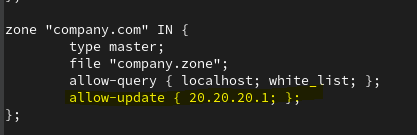 };
zone "company.com" IN {
type master;
file "company.zone";
allow-query { localhost; white_list; };
allow-update { 20.20.20.1; };
};